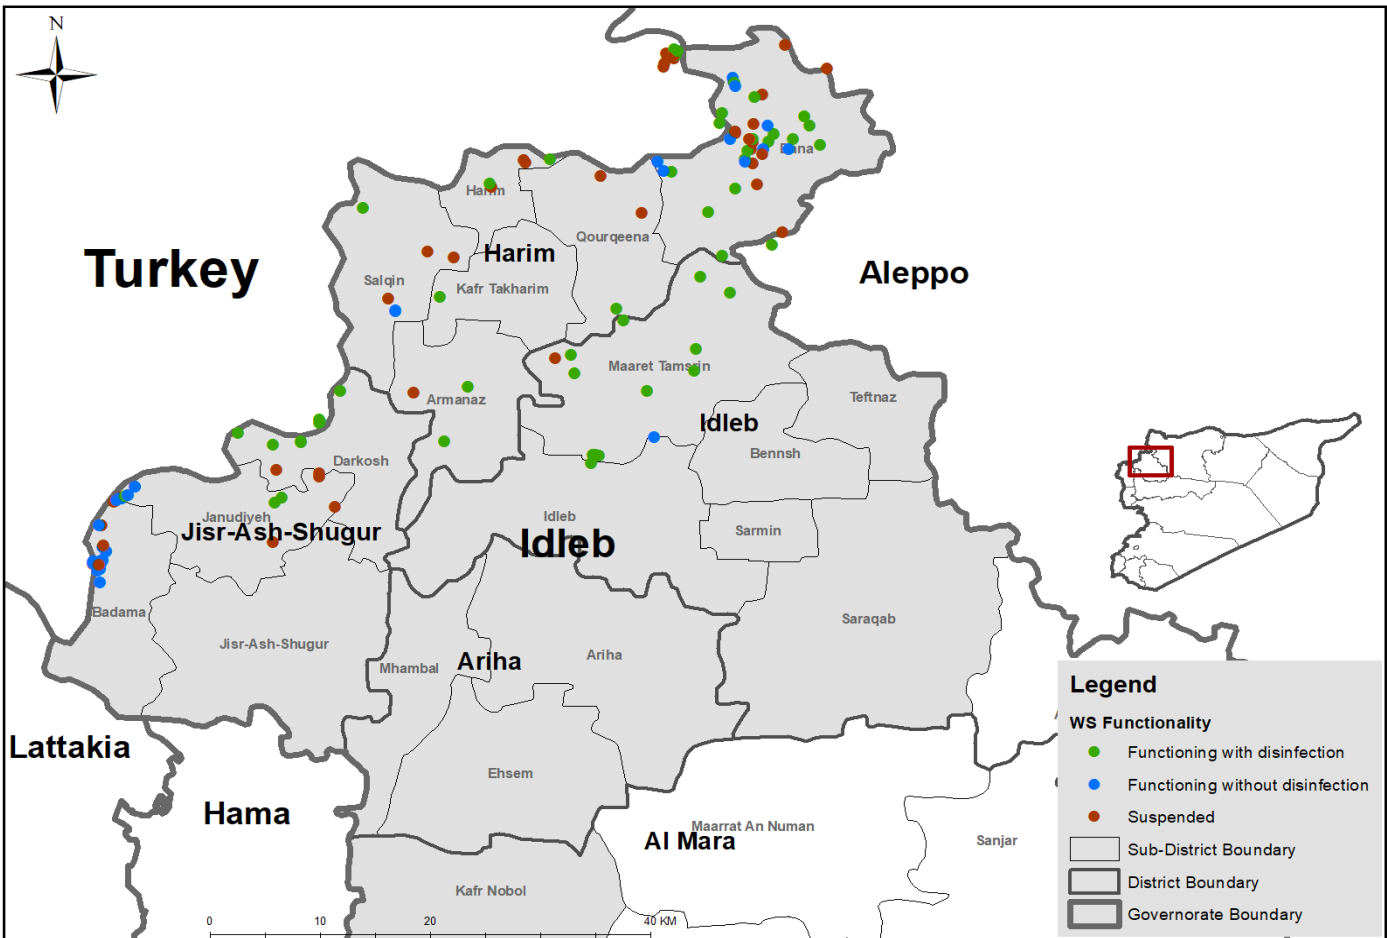 N
Turkey
Aleppo
Dana
Harim
Qourqeena
Harim
Salqin
Kafr Takharim
Maaret Tamsrin
Armanaz
Teftnaz
Idleb
Bennsh
Darkosh
Janudiyeh
Jisr-Ash-Shugur
Idleb
Idleb
Sarmin
Badama
Saraqab
Jisr-Ash-Shugur
Mhambal
Ariha
Ariha
Lattakia
Ehsem
Hama
Maarrat An Numan
Al Mara
Sanjar
Kafr Nobol
0 10 20 40 KM
Legend
WS Functionality
Functioning with disinfection
Functioning without disinfection
Suspended
Sub-District Boundary
District Boundary
Governorate Boundary